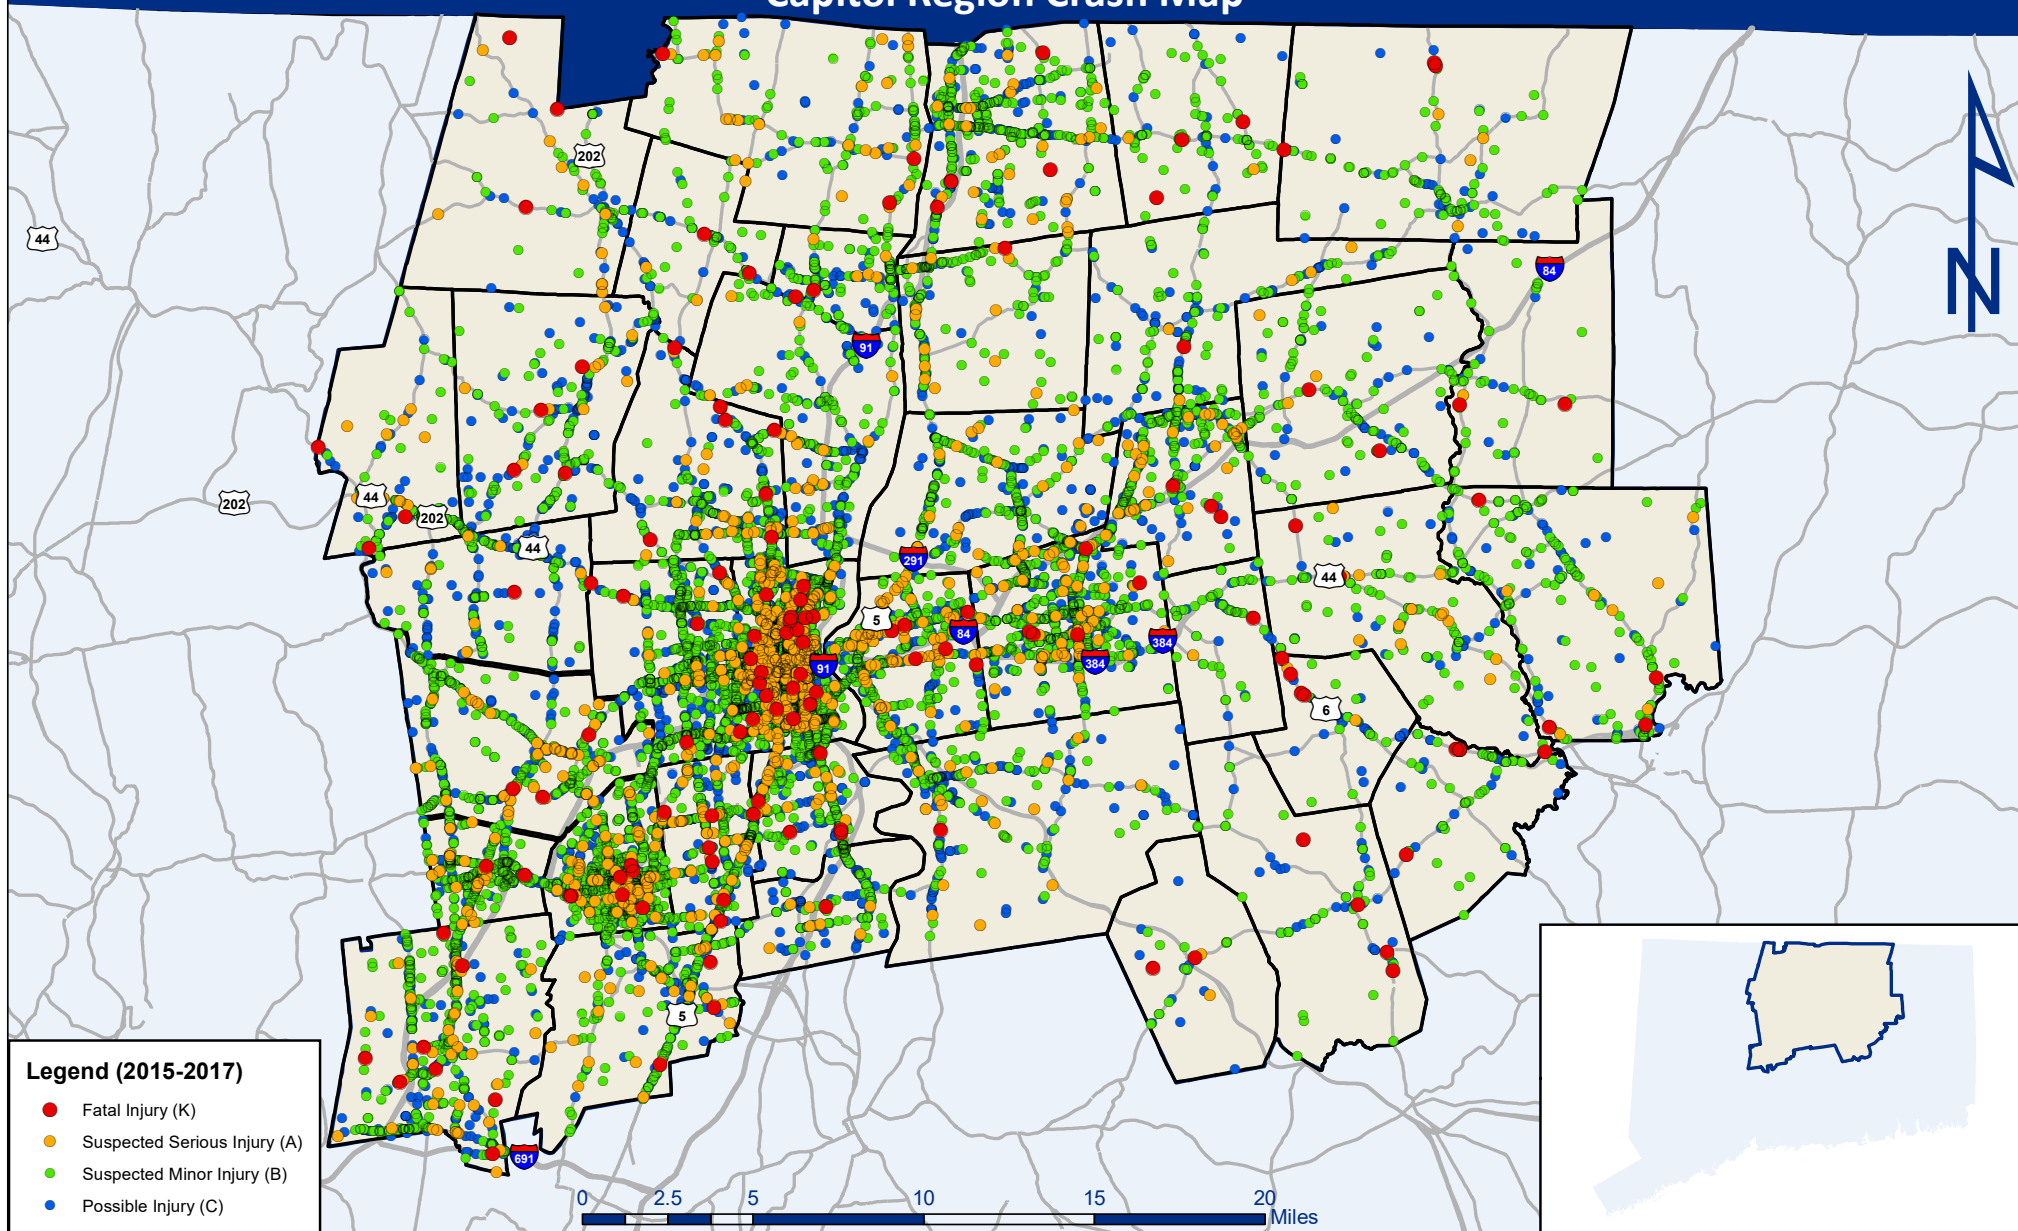 Capitol Region Crash Map
202
44
84
91
44
202
202
44
291
44
5
84
91
384
384
6
5
691
N
Legend (2015-2017)
Fatal Injury (K)
Suspected Serious Injury (A)
Suspected Minor Injury (B)
Possible Injury (C)
0 2.5 5 10 15 20
Miles